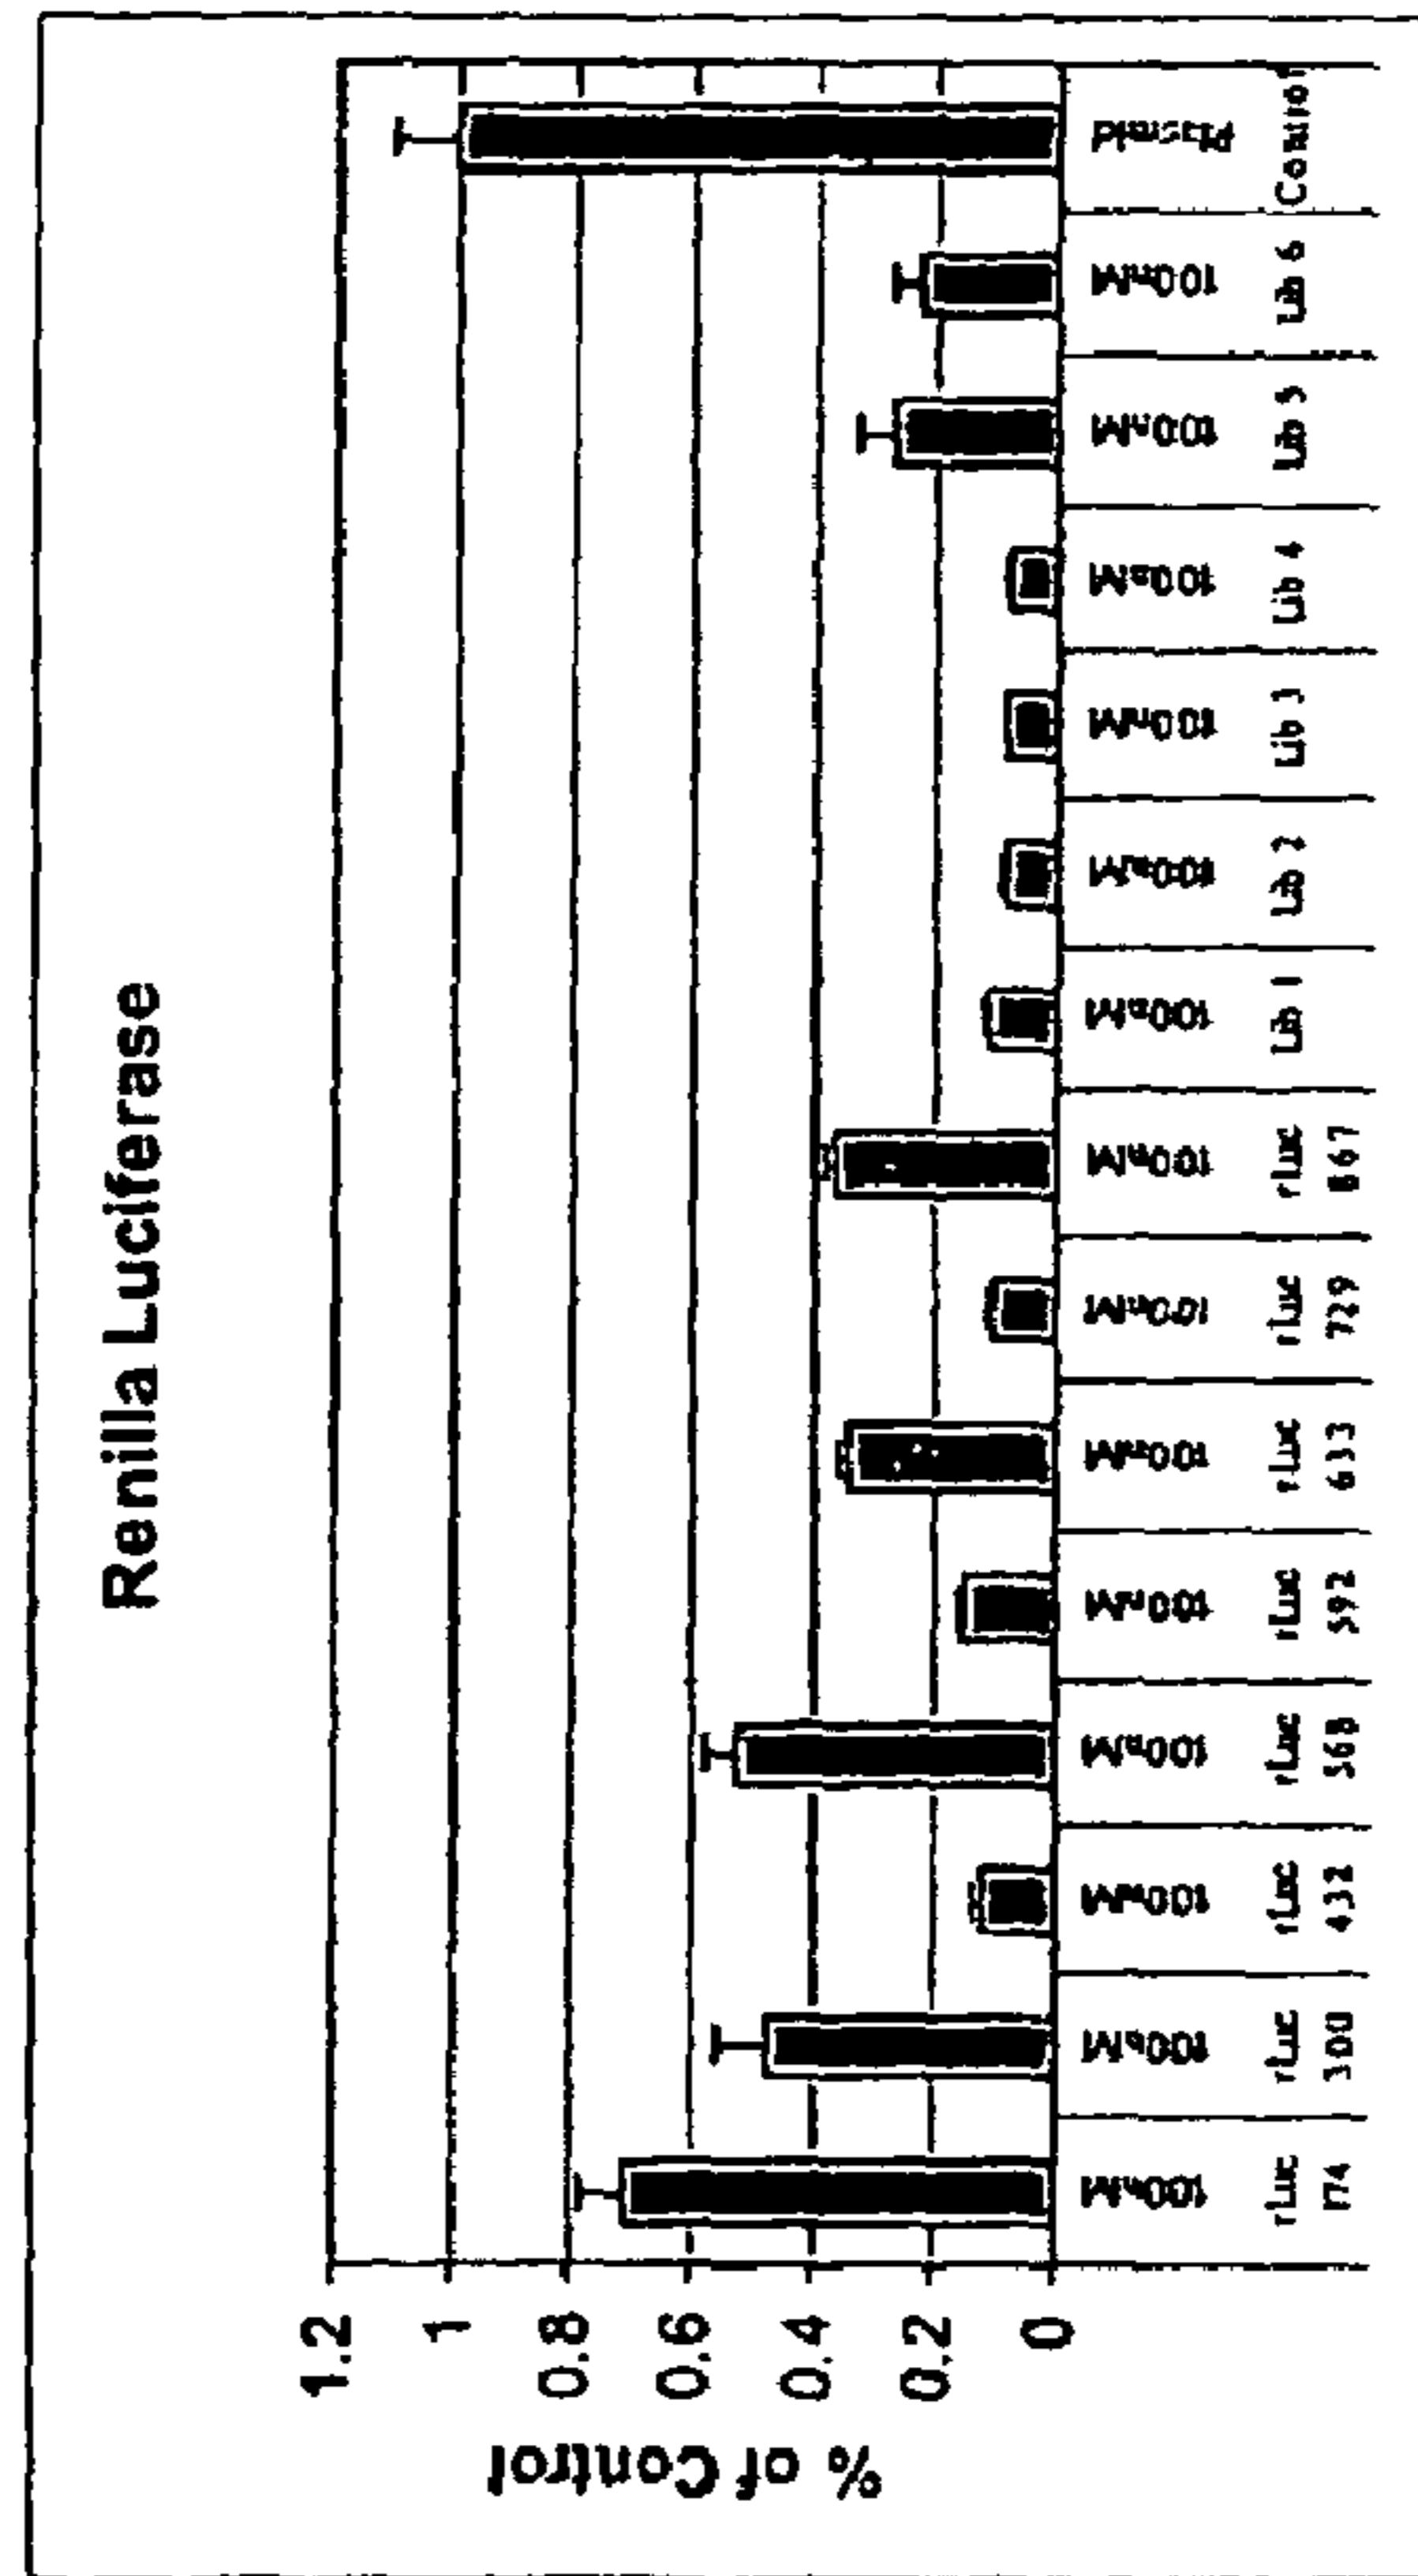 Renilla Luciferase
% of Control
1.2
1
0.8
0.6
0.4
0.2
0
100nM 100nM 100nM 100nM 100nM 100nM 100nM 100nM 100nM 100nM 100nM 100nM 100nM 100nM Plasmid
rLuc rLuc rLuc rLuc rLuc rLuc rLuc rLuc Lib 1 Lib 2 Lib 3 Lib 4 Lib 5 Lib 6 Control
174 300 432 568 592 633 729 867